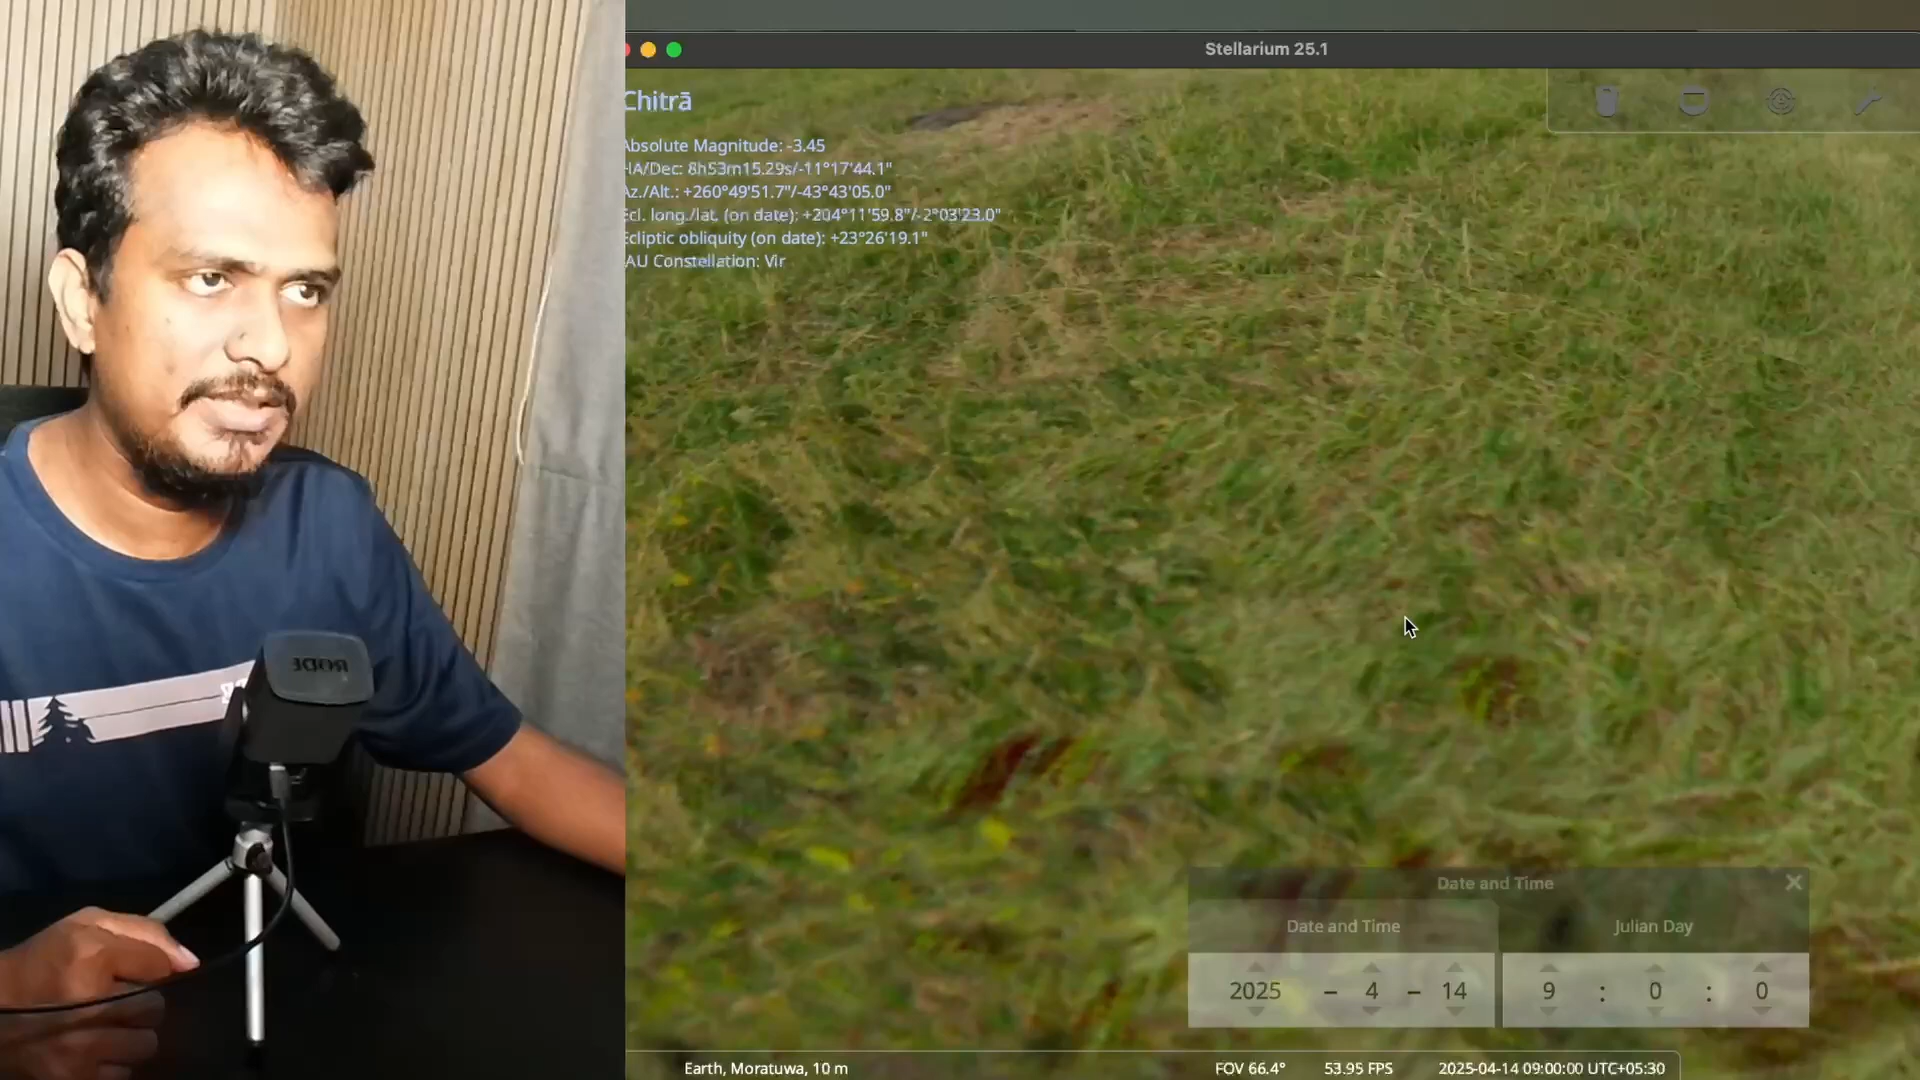 Stellarium 25.1
Chitrā
Absolute Magnitude: -3.45
HA/Dec: 8h53m15.29s/-11°17'44.1"
Az./Alt.: +260°49'51.7"/-43°43'05.0"
Ecl. long./lat. (on date): +204°11'59.8"/-2°03'23.0"
Ecliptic obliquity (on date): +23°26'19.1"
IAU Constellation: Vir
RODE
Date and Time
Date and Time
Julian Day
2025 - 4 - 14 9 : 0 : 0
Earth, Moratuwa, 10 m FOV 66.4° 53.95 FPS 2025-04-14 09:00:00 UTC+05:30